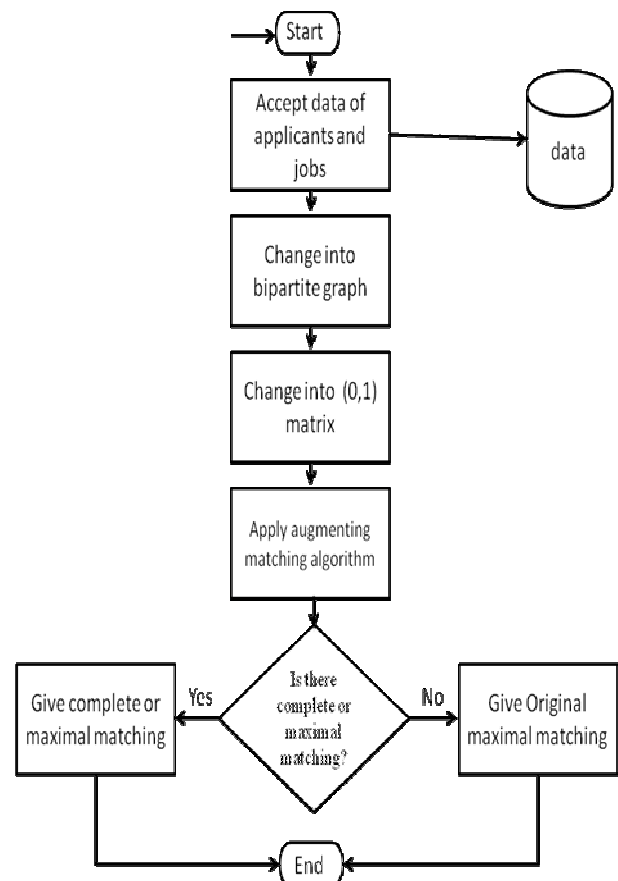 Start
Accept data of
applicants and
jobs
data
Change into
bipartite graph
Change into (0,1)
matrix
Apply augmenting
matching algorithm
Is there
complete or
maximal
matching?
Yes
No
Give complete or
maximal matching
Give Original
maximal matching
End